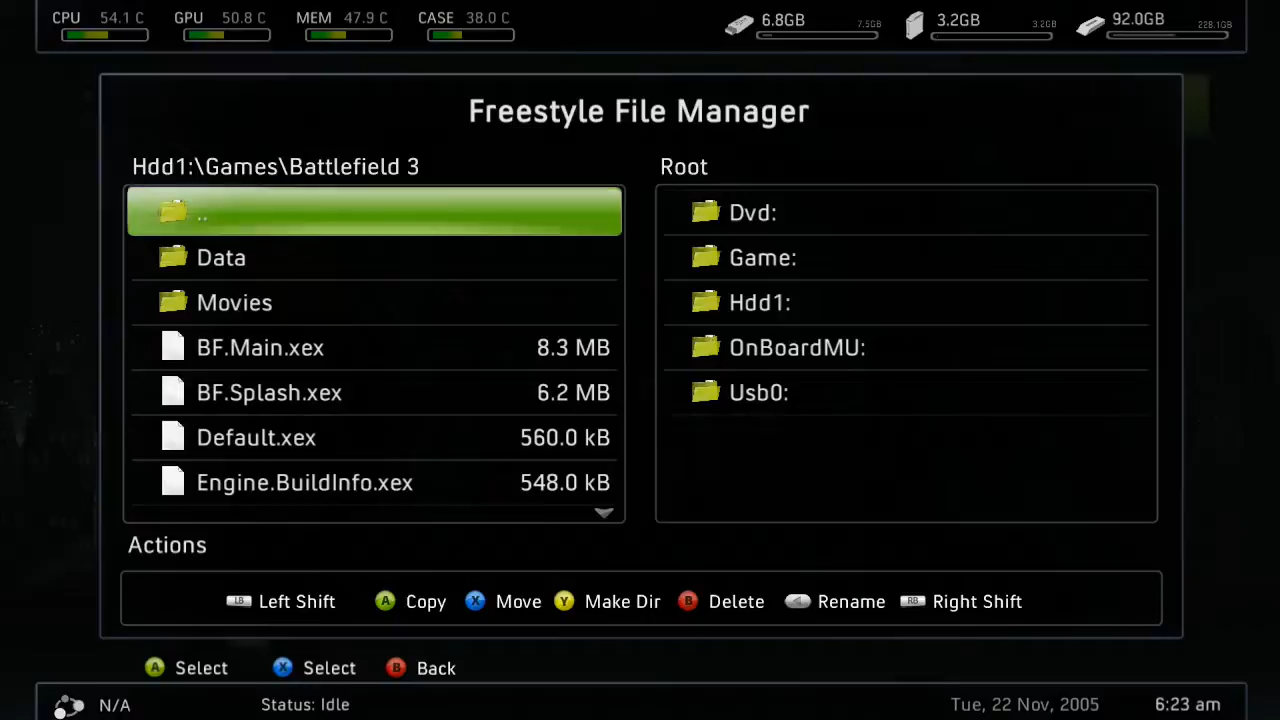 CPU 54.1 C GPU 50.8 C MEM 47.9 C CASE 38.0 C 6.8GB 7.5GB 3.2GB 3.2GB 92.0GB 228.1GB
Freestyle File Manager
Hdd1:\Games\Battlefield 3
..
Data
Movies
BF.Main.xex 8.3 MB
BF.Splash.xex 6.2 MB
Default.xex 560.0 kB
Engine.BuildInfo.xex 548.0 kB
Root
Dvd:
Game:
Hdd1:
OnBoardMU:
Usb0:
Actions
LB Left Shift A Copy X Move Y Make Dir B Delete Rename RB Right Shift
A Select X Select B Back
N/A Status: Idle Tue, 22 Nov, 2005 6:23 am